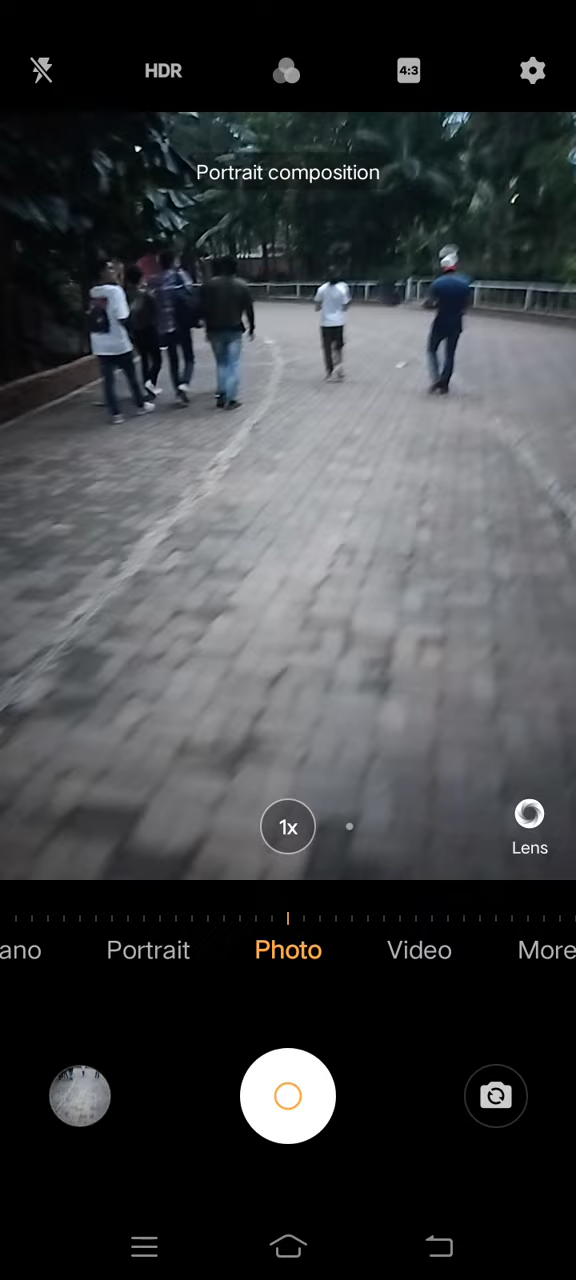 HDR
4:3
Portrait composition
1x
Lens
ano
Portrait
Photo
Video
More